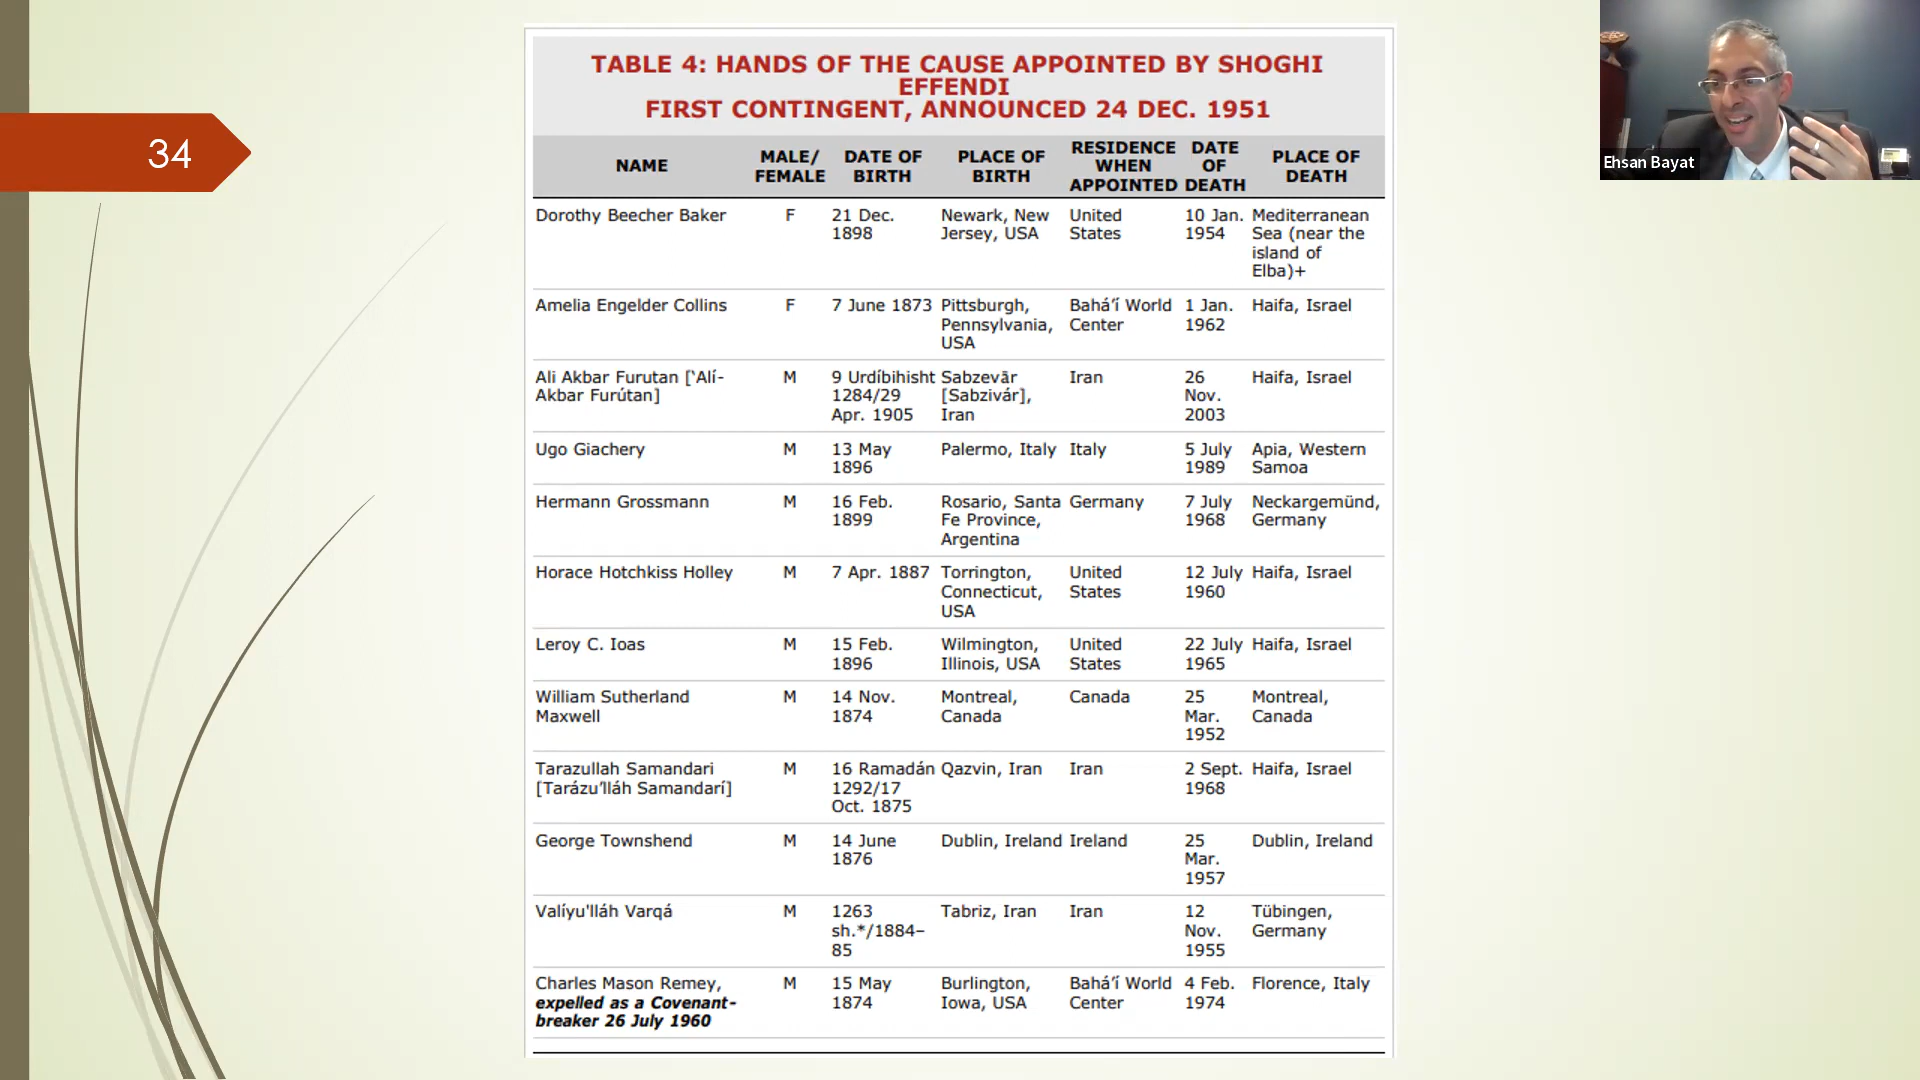 34
TABLE 4: HANDS OF THE CAUSE APPOINTED BY SHOGHI
EFFENDI
FIRST CONTINGENT, ANNOUNCED 24 DEC. 1951
NAME
MALE/
FEMALE
DATE OF
BIRTH
PLACE OF
BIRTH
RESIDENCE
WHEN
APPOINTED
DATE
OF
DEATH
PLACE OF
DEATH
Dorothy Beecher Baker
F
21 Dec.
1898
Newark, New
Jersey, USA
United
States
10 Jan.
1954
Mediterranean
Sea (near the
island of
Elba)+
Amelia Engelder Collins
F
7 June 1873
Pittsburgh,
Pennsylvania,
USA
Bahá’í World
Center
1 Jan.
1962
Haifa, Israel
Ali Akbar Furutan [‘Alí-
Akbar Furútan]
M
9 Urdíbihisht
1284/29
Apr. 1905
Sabzevār
[Sabzivár],
Iran
Iran
26
Nov.
2003
Haifa, Israel
Ugo Giachery
M
13 May
1896
Palermo, Italy
Italy
5 July
1989
Apia, Western
Samoa
Hermann Grossmann
M
16 Feb.
1899
Rosario, Santa
Fe Province,
Argentina
Germany
7 July
1968
Neckargemünd,
Germany
Horace Hotchkiss Holley
M
7 Apr. 1887
Torrington,
Connecticut,
USA
United
States
12 July
1960
Haifa, Israel
Leroy C. Ioas
M
15 Feb.
1896
Wilmington,
Illinois, USA
United
States
22 July
1965
Haifa, Israel
William Sutherland
Maxwell
M
14 Nov.
1874
Montreal,
Canada
Canada
25
Mar.
1952
Montreal,
Canada
Tarazullah Samandari
[Tarázu’lláh Samandarí]
M
16 Ramadán
1292/17
Oct. 1875
Qazvin, Iran
Iran
2 Sept.
1968
Haifa, Israel
George Townshend
M
14 June
1876
Dublin, Ireland
Ireland
25
Mar.
1957
Dublin, Ireland
Valíyu'lláh Varqá
M
1263
sh.*/1884–
85
Tabriz, Iran
Iran
12
Nov.
1955
Tübingen,
Germany
Charles Mason Remey,
expelled as a Covenant-
breaker 26 July 1960
M
15 May
1874
Burlington,
Iowa, USA
Bahá’í World
Center
4 Feb.
1974
Florence, Italy
Ehsan Bayat